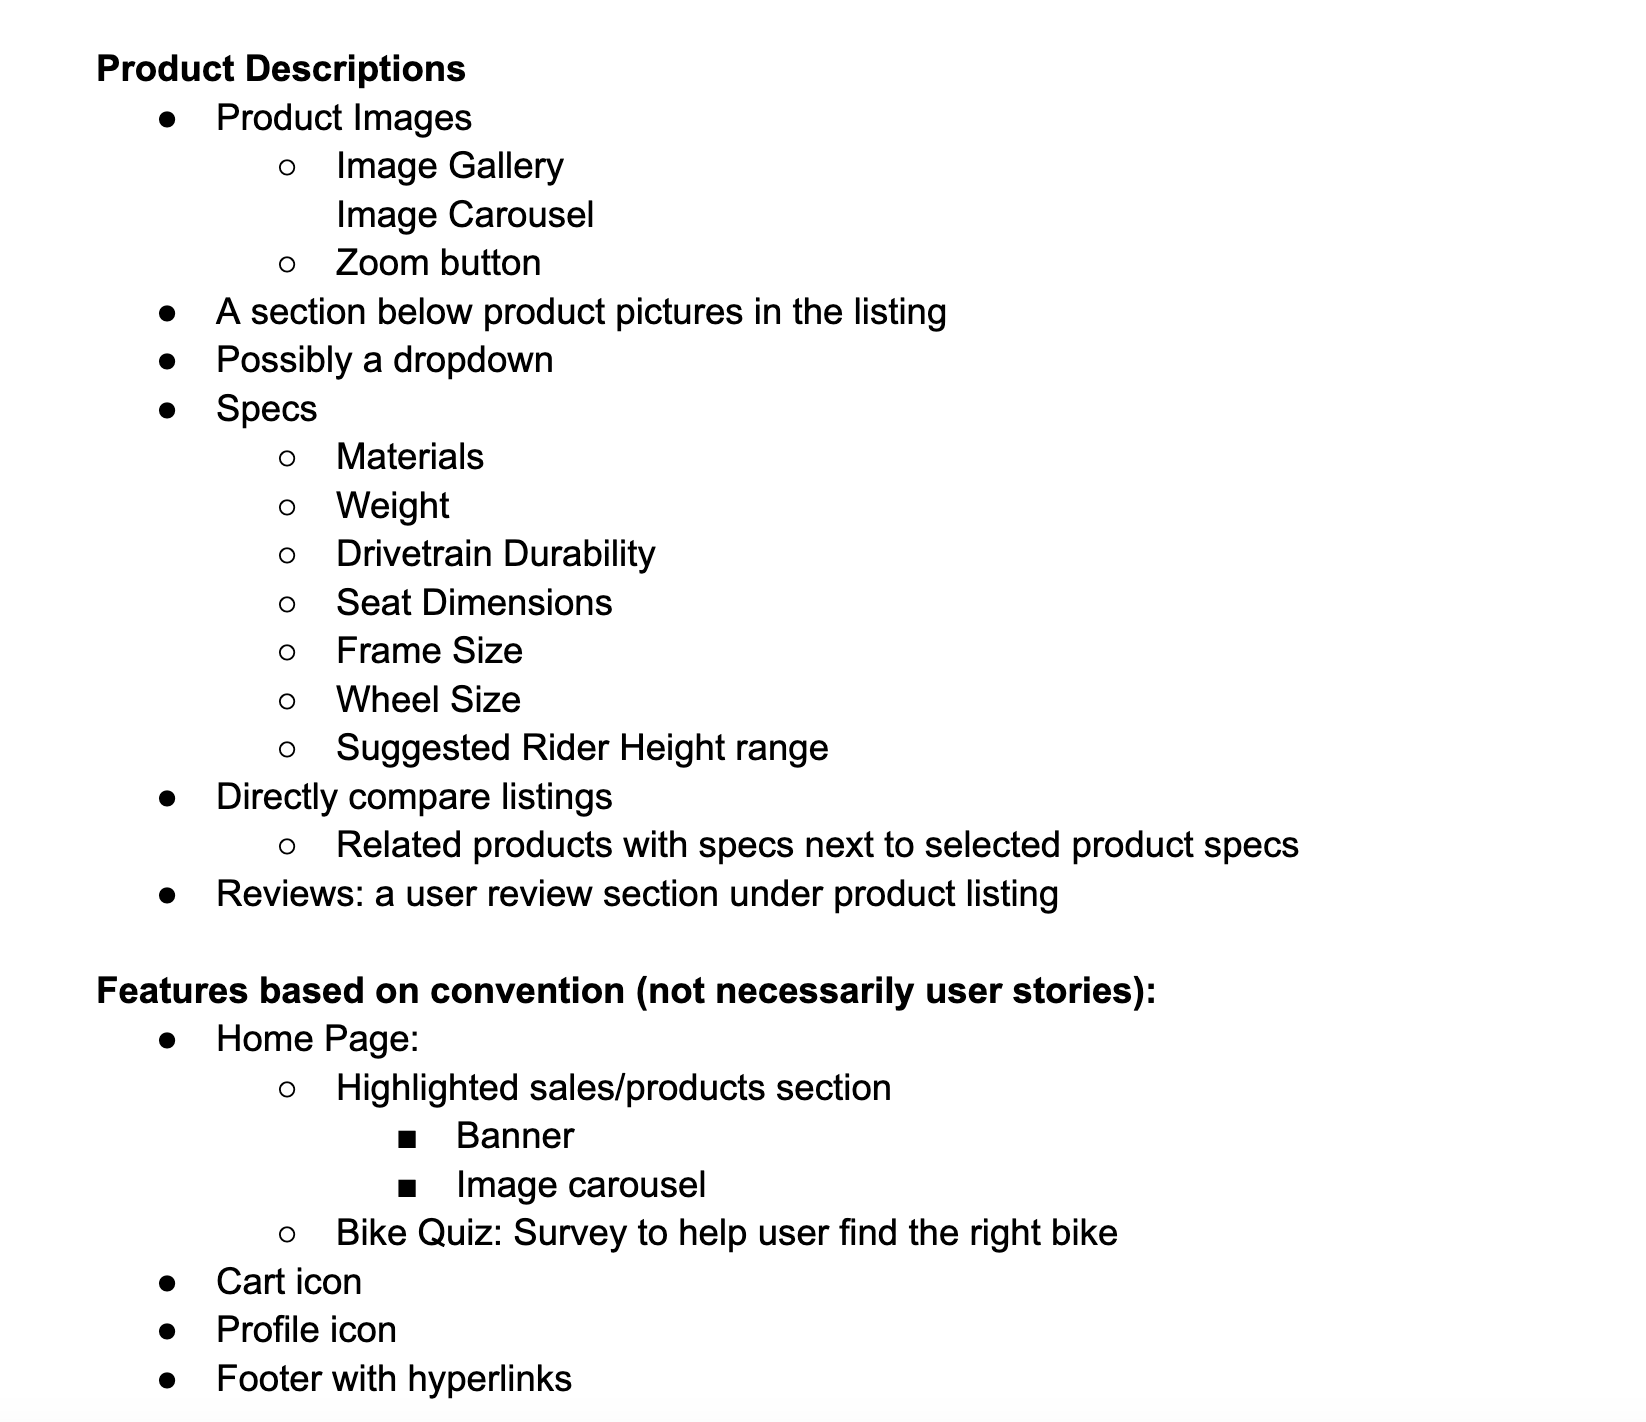 Product Descriptions
● Product Images
○ Image Gallery
Image Carousel
○ Zoom button
● A section below product pictures in the listing
● Possibly a dropdown
● Specs
○ Materials
○ Weight
○ Drivetrain Durability
○ Seat Dimensions
○ Frame Size
○ Wheel Size
○ Suggested Rider Height range
● Directly compare listings
○ Related products with specs next to selected product specs
● Reviews: a user review section under product listing
Features based on convention (not necessarily user stories):
● Home Page:
○ Highlighted sales/products section
■ Banner
■ Image carousel
○ Bike Quiz: Survey to help user find the right bike
● Cart icon
● Profile icon
● Footer with hyperlinks